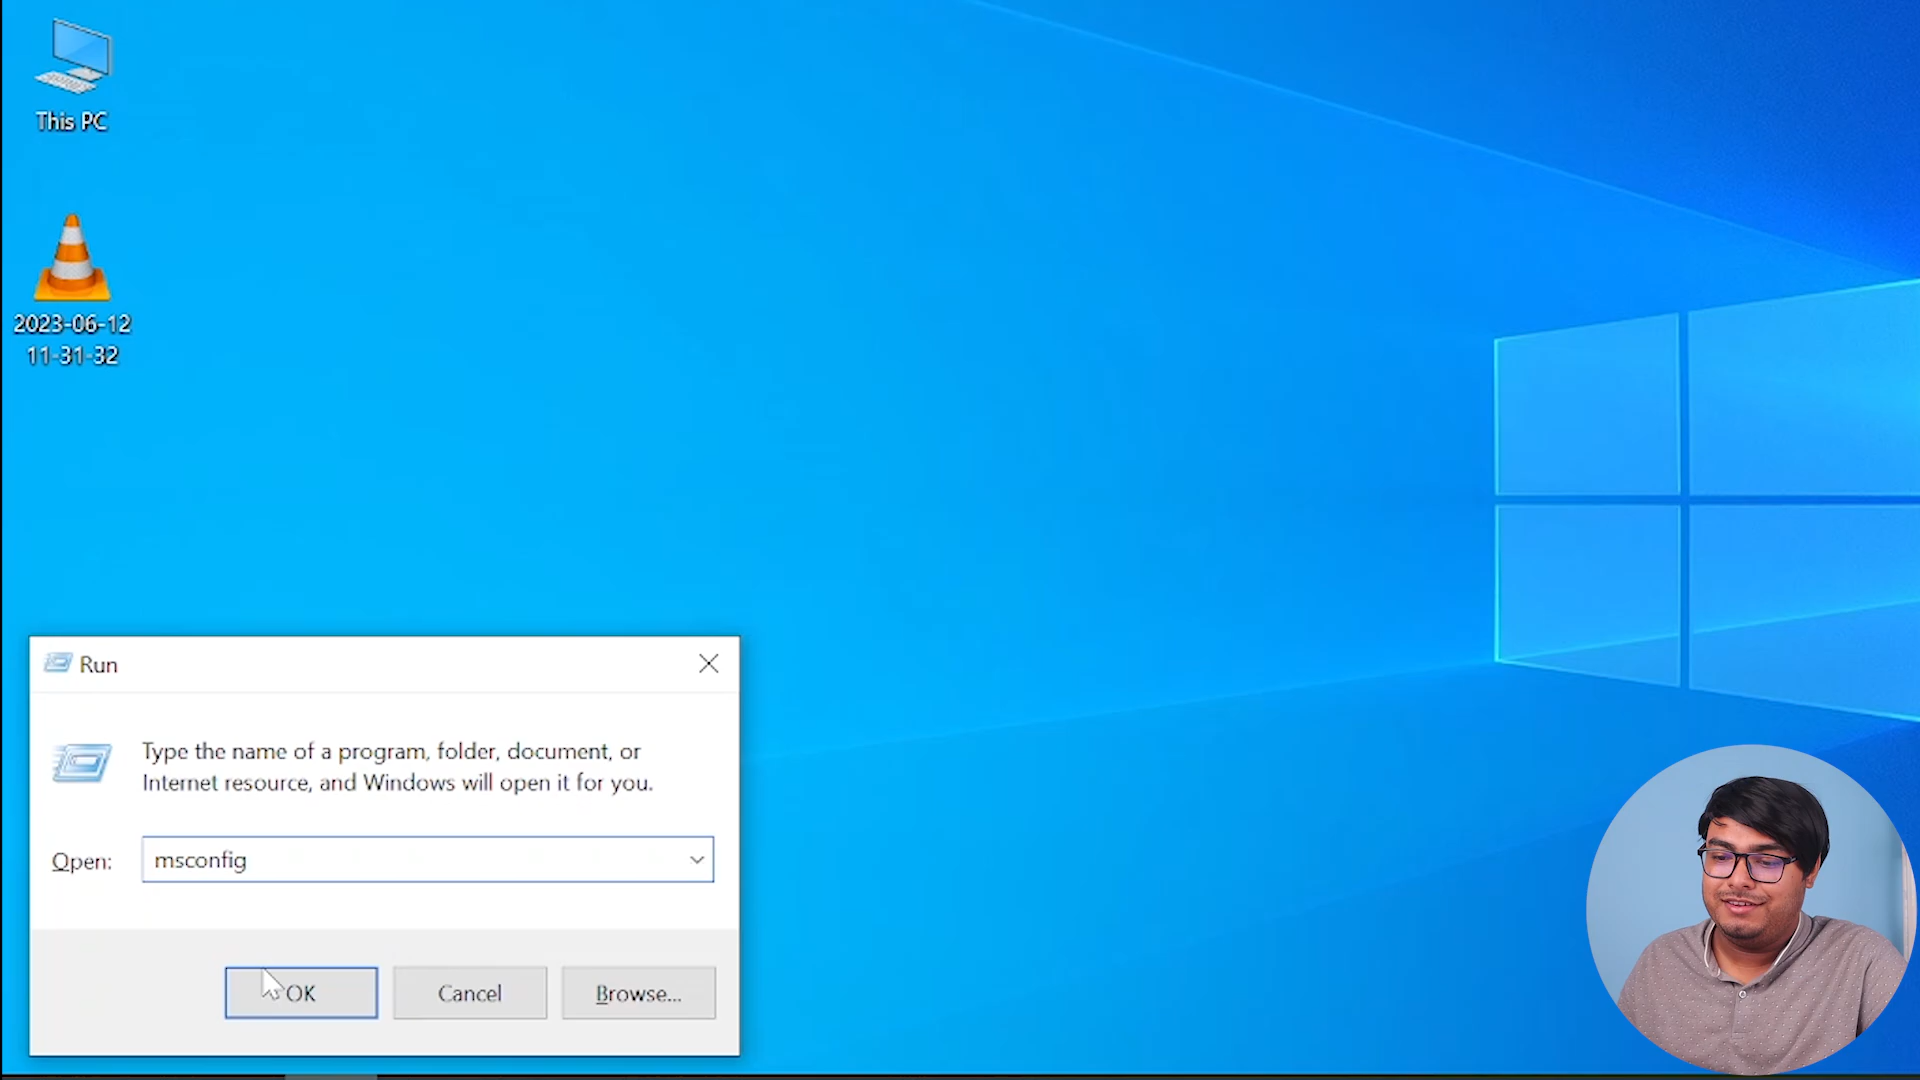 This PC
2023-06-12
11-31-32
Run
Type the name of a program, folder, document, or
Internet resource, and Windows will open it for you.
Open:
msconfig
OK
Cancel
Browse...